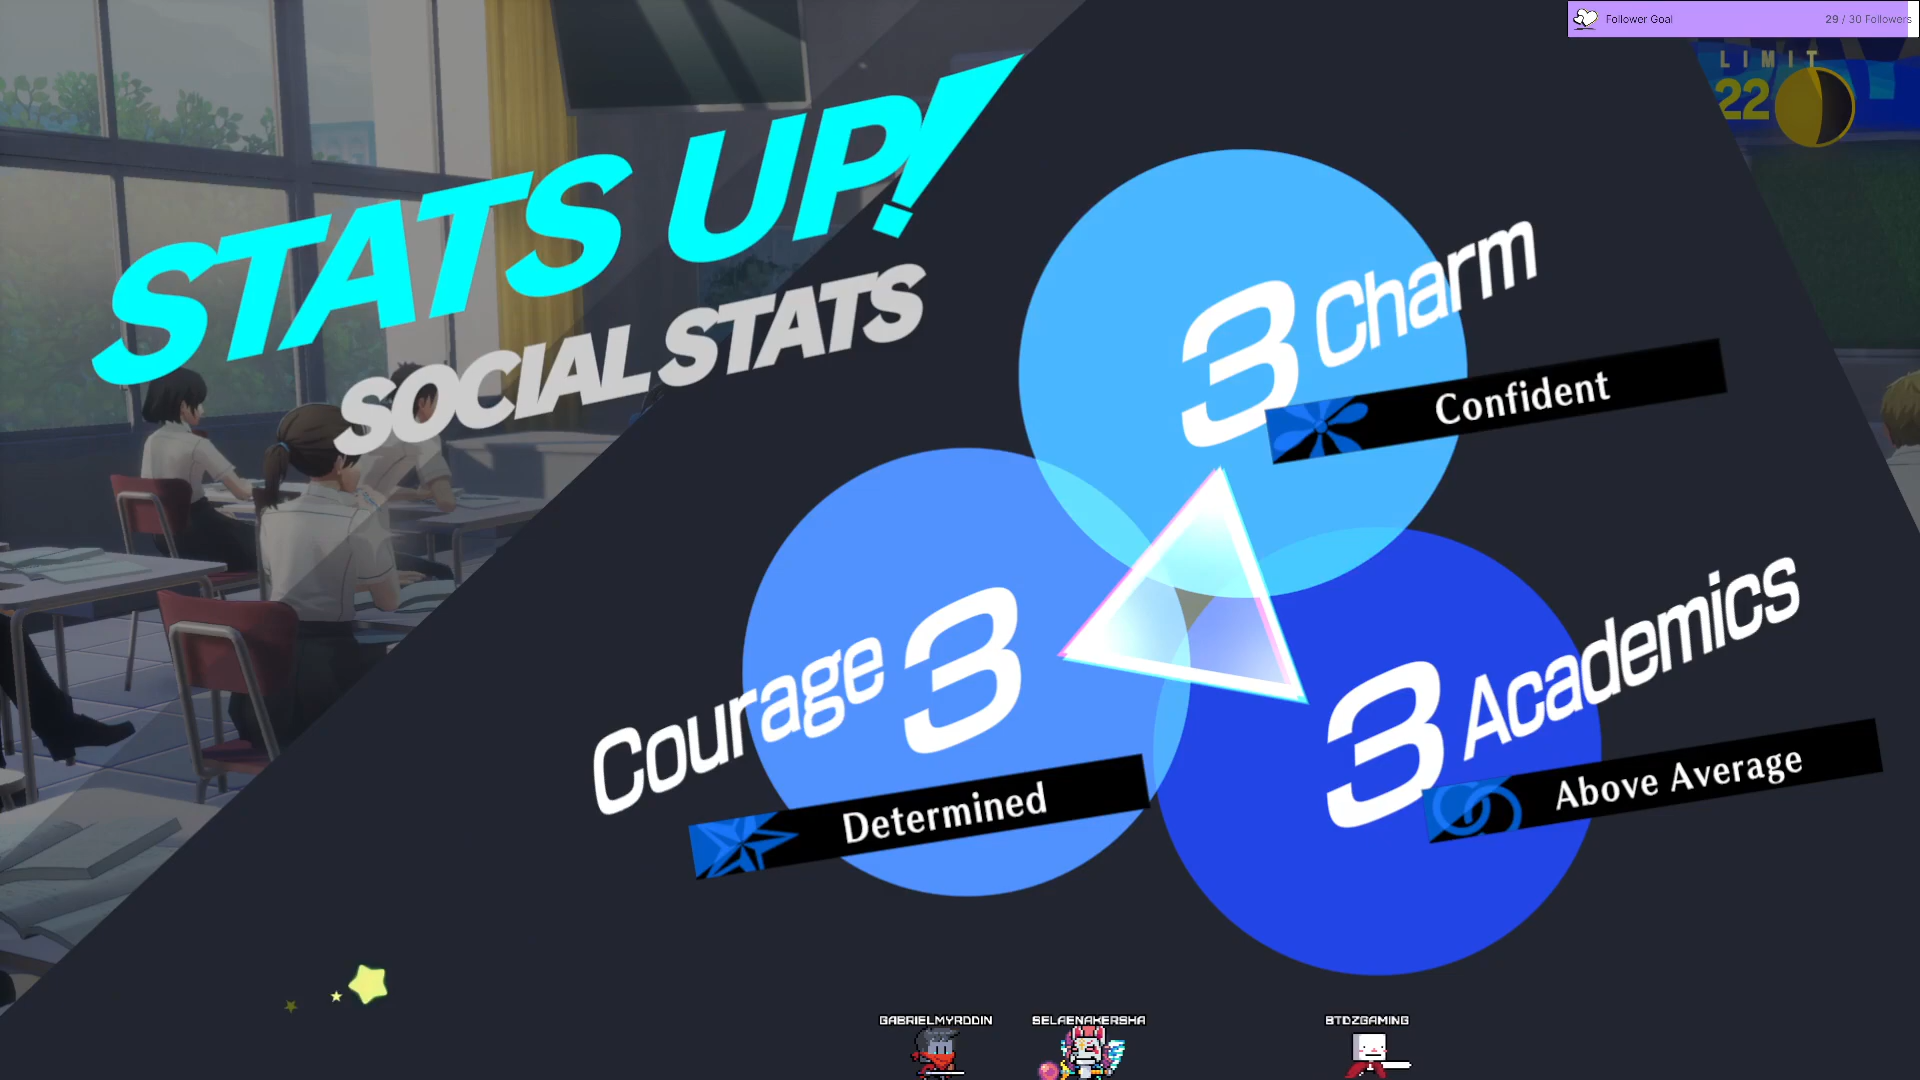 Follower Goal
29 / 30 Followers
LIMIT
22
STATS UP!
SOCIAL STATS
3 Charm
Confident
Courage 3
Determined
3 Academics
Above Average
GABRIELMYRDDIN
SELAENAKERSHA
BTDZGAMING